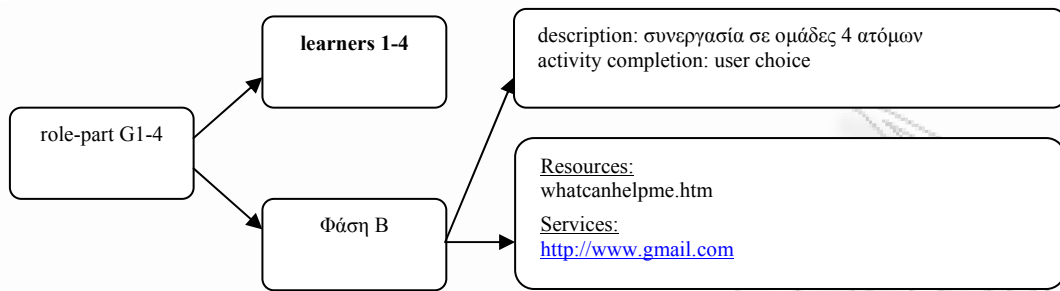 role-part G1-4
learners 1-4
Φάση Β
description: συνεργασία σε ομάδες 4 ατόμων
activity completion: user choice
Resources:
whatcanhelpme.htm
Services:
http://www.gmail.com